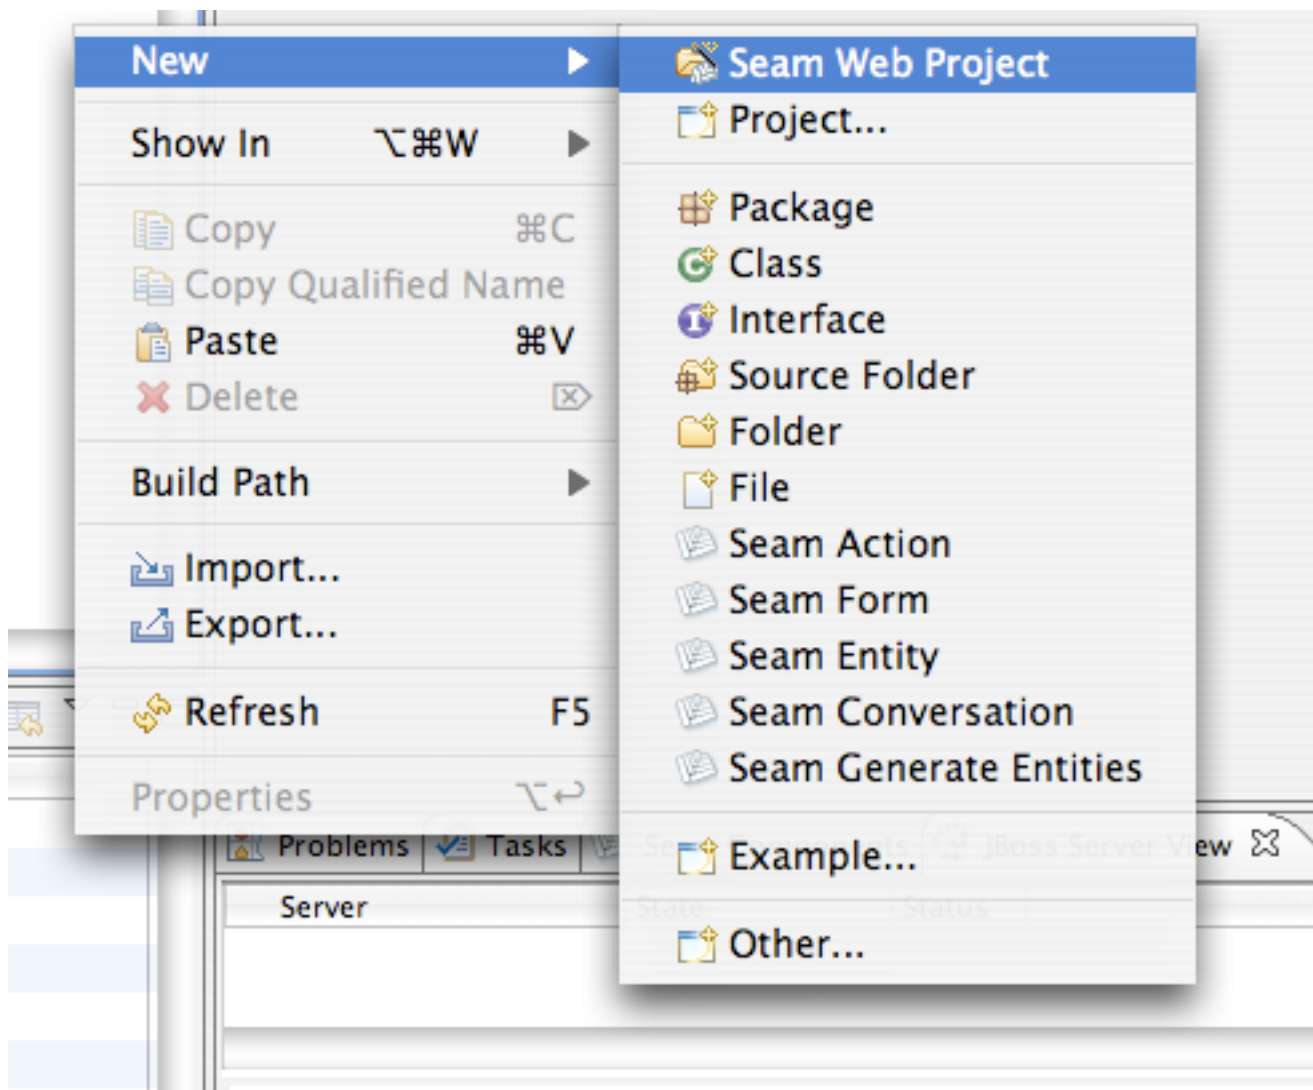 New
Show In ⌥⌘W
Copy ⌘C
Copy Qualified Name
Paste ⌘V
Delete ⌦
Build Path
Import...
Export...
Refresh F5
Properties ⌥↩
Seam Web Project
Project...
Package
Class
Interface
Source Folder
Folder
File
Seam Action
Seam Form
Seam Entity
Seam Conversation
Seam Generate Entities
Example...
Other...
Problems Tasks JBoss Server View
Server State Status